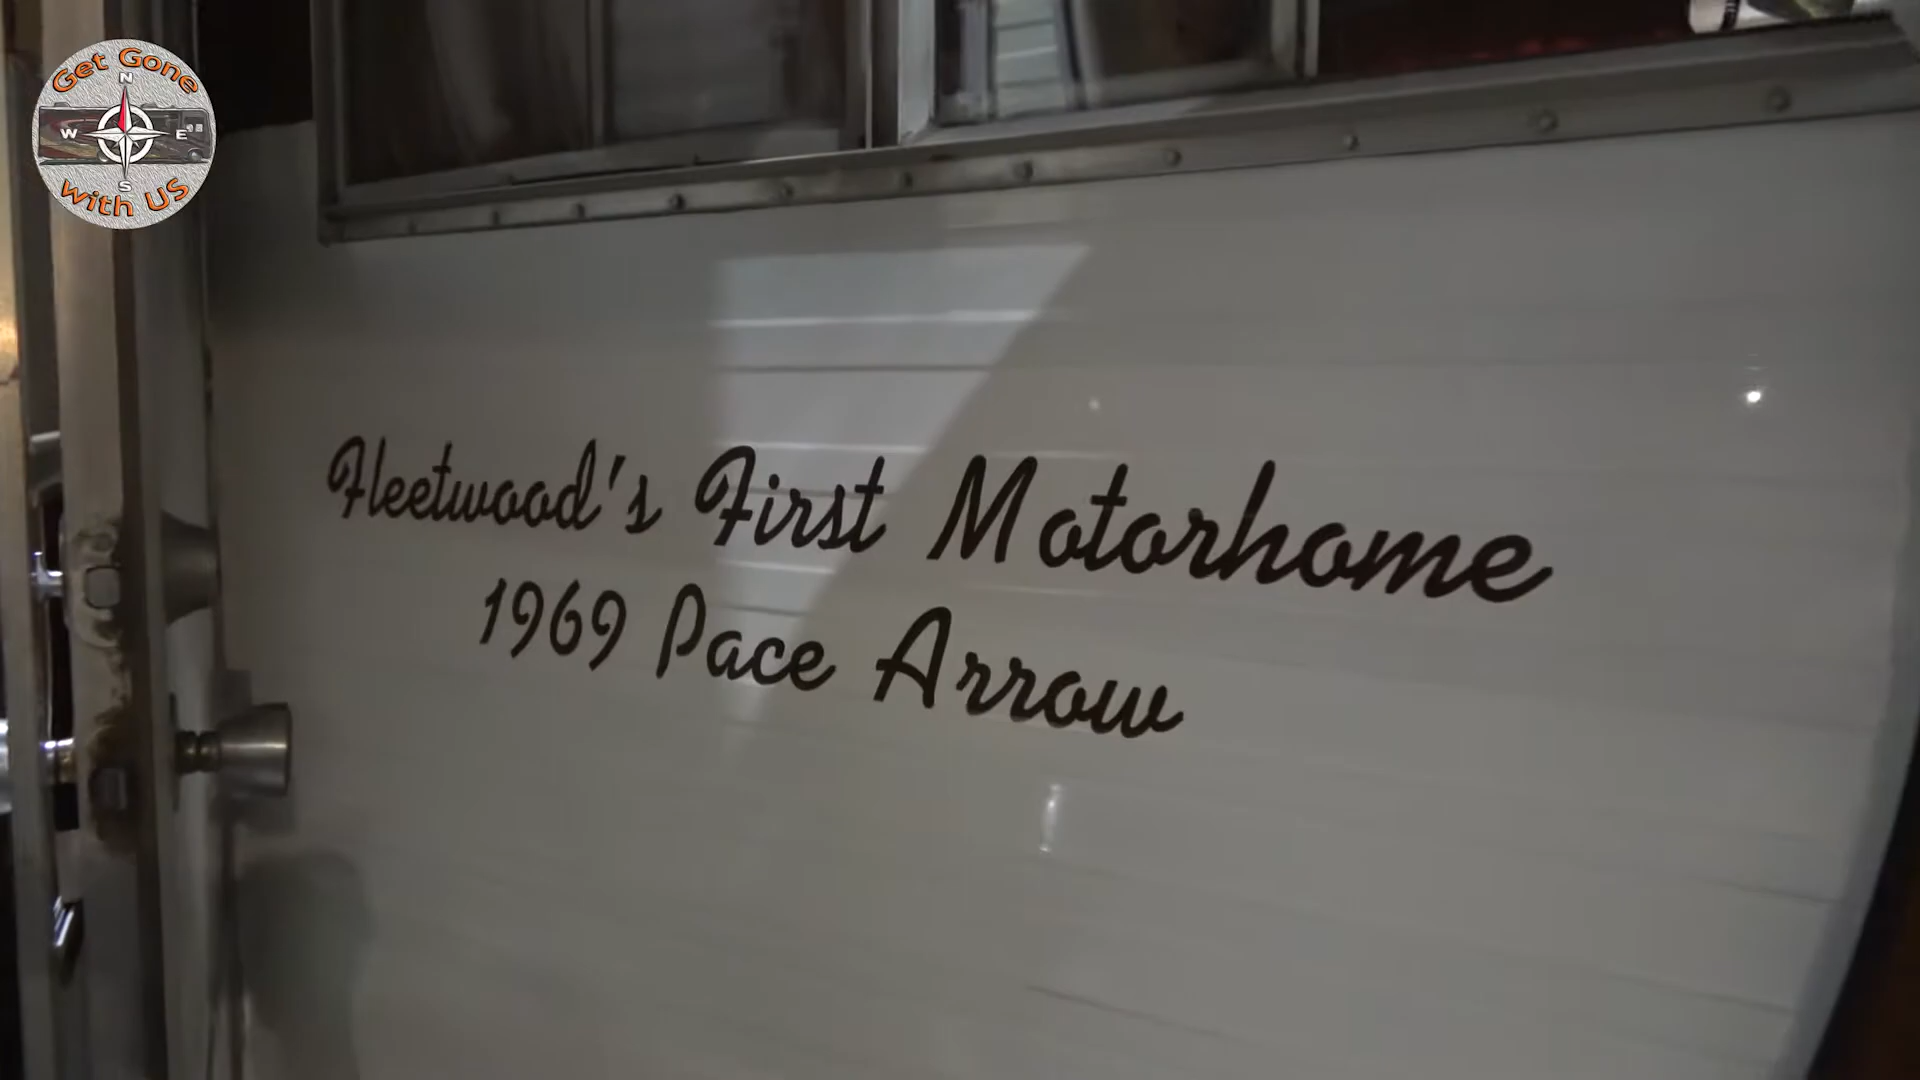 Get Gone
N
W E
S
With US
Fleetwood's First Motorhome
1969 Pace Arrow